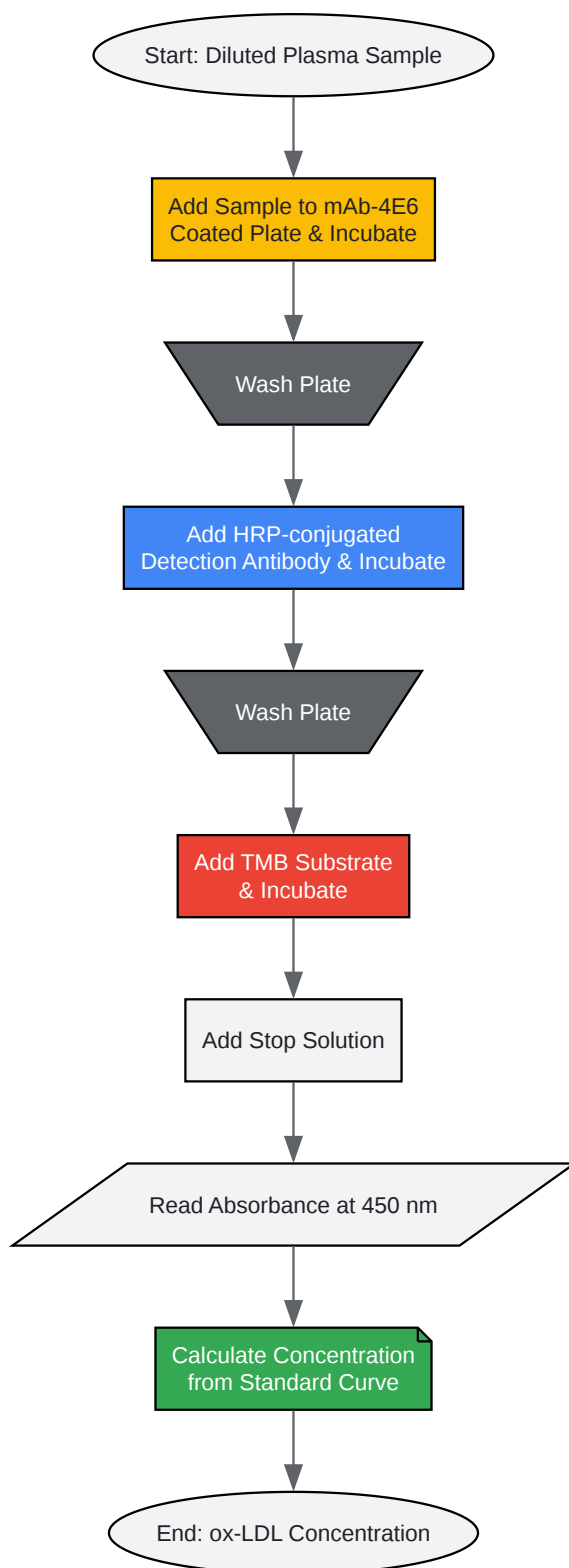 Start: Diluted Plasma Sample
Add Sample to mAb-4E6
Coated Plate & Incubate
Wash Plate
Add HRP-conjugated
Detection Antibody & Incubate
Wash Plate
Add TMB Substrate
& Incubate
Add Stop Solution
Read Absorbance at 450 nm
Calculate Concentration
from Standard Curve
End: ox-LDL Concentration